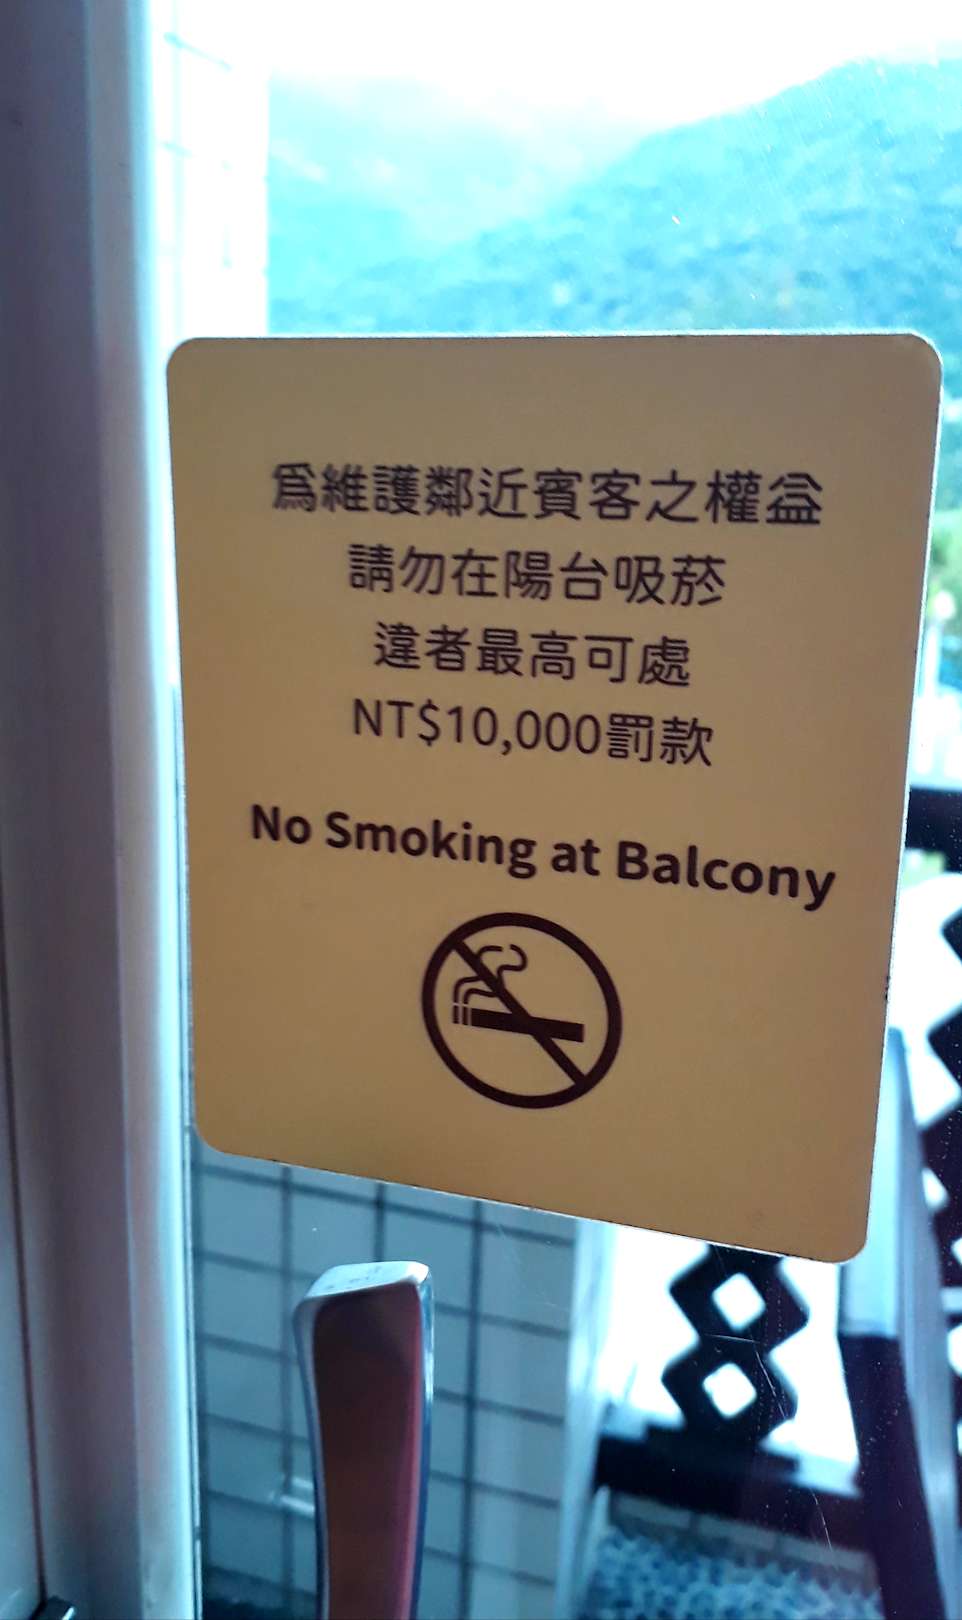 爲維護鄰近賓客之權益
請勿在陽台吸菸
違者最高可處
NT$10,000罰款
No Smoking at Balcony